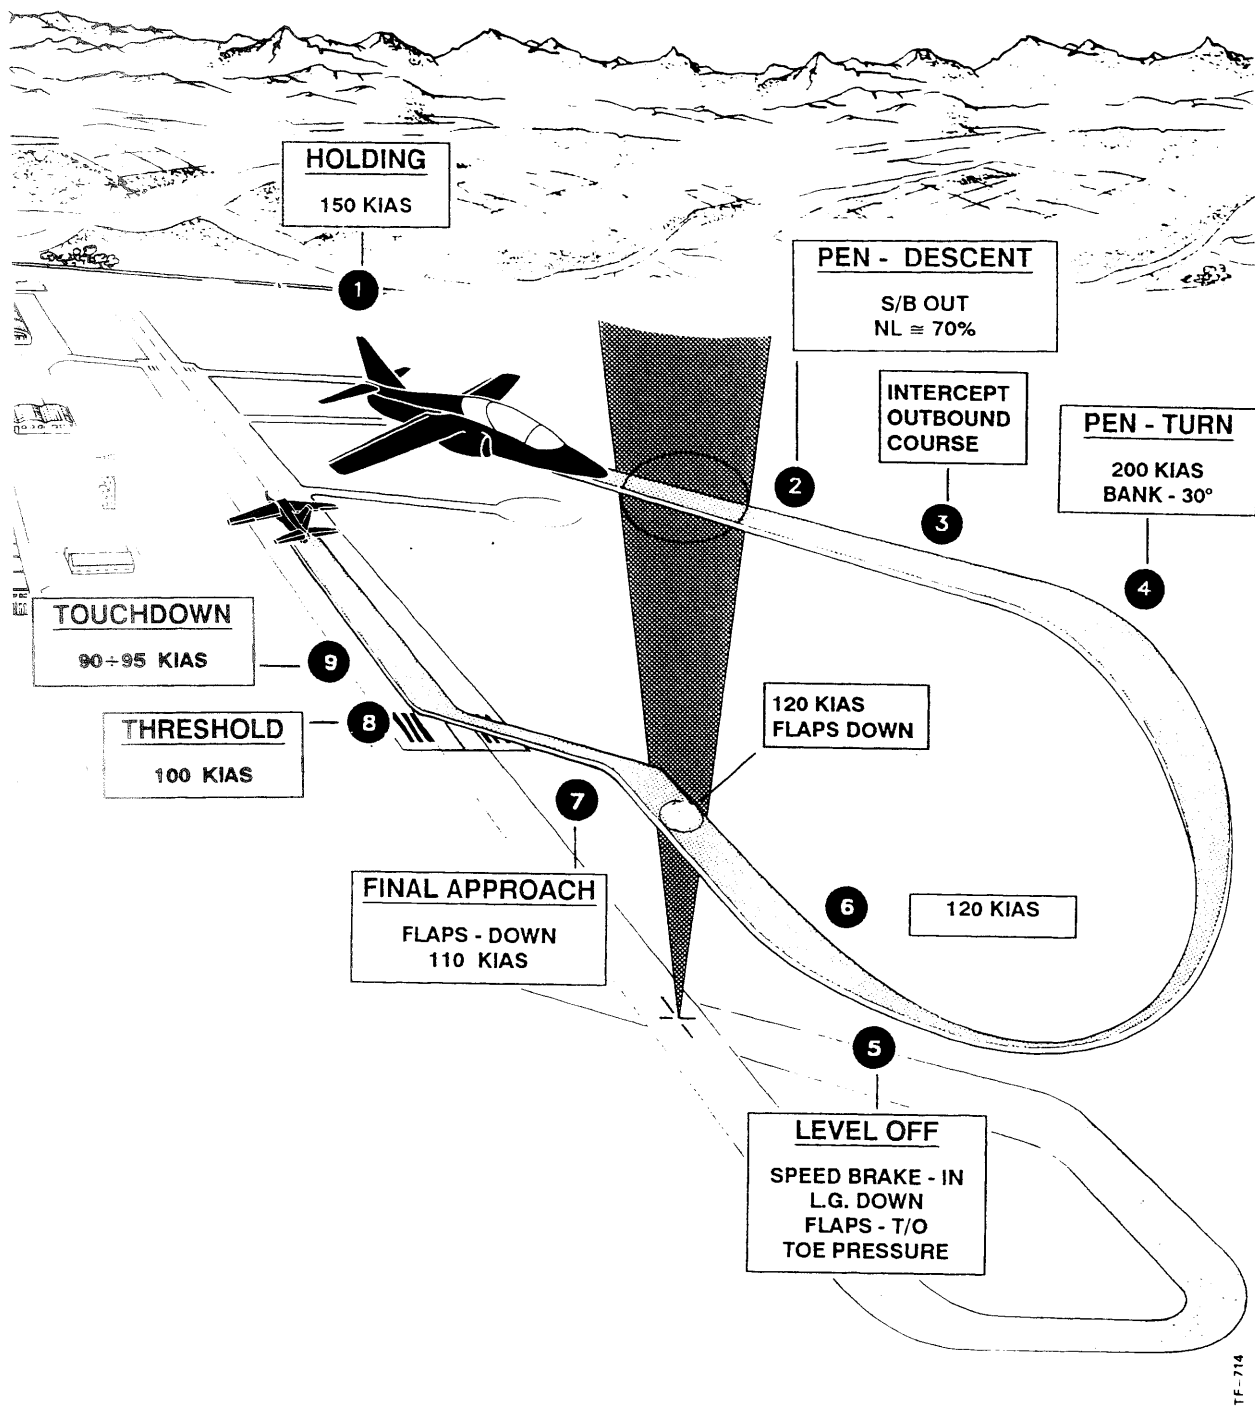 HOLDING
150 KIAS
1
PEN - DESCENT
S/B OUT
NL ≅ 70%
2
INTERCEPT
OUTBOUND
COURSE
3
PEN - TURN
200 KIAS
BANK - 30°
4
TOUCHDOWN
90÷95 KIAS
9
THRESHOLD
100 KIAS
8
120 KIAS
FLAPS DOWN
7
FINAL APPROACH
FLAPS - DOWN
110 KIAS
6
120 KIAS
5
LEVEL OFF
SPEED BRAKE - IN
L.G. DOWN
FLAPS - T/O
TOE PRESSURE
TF-714